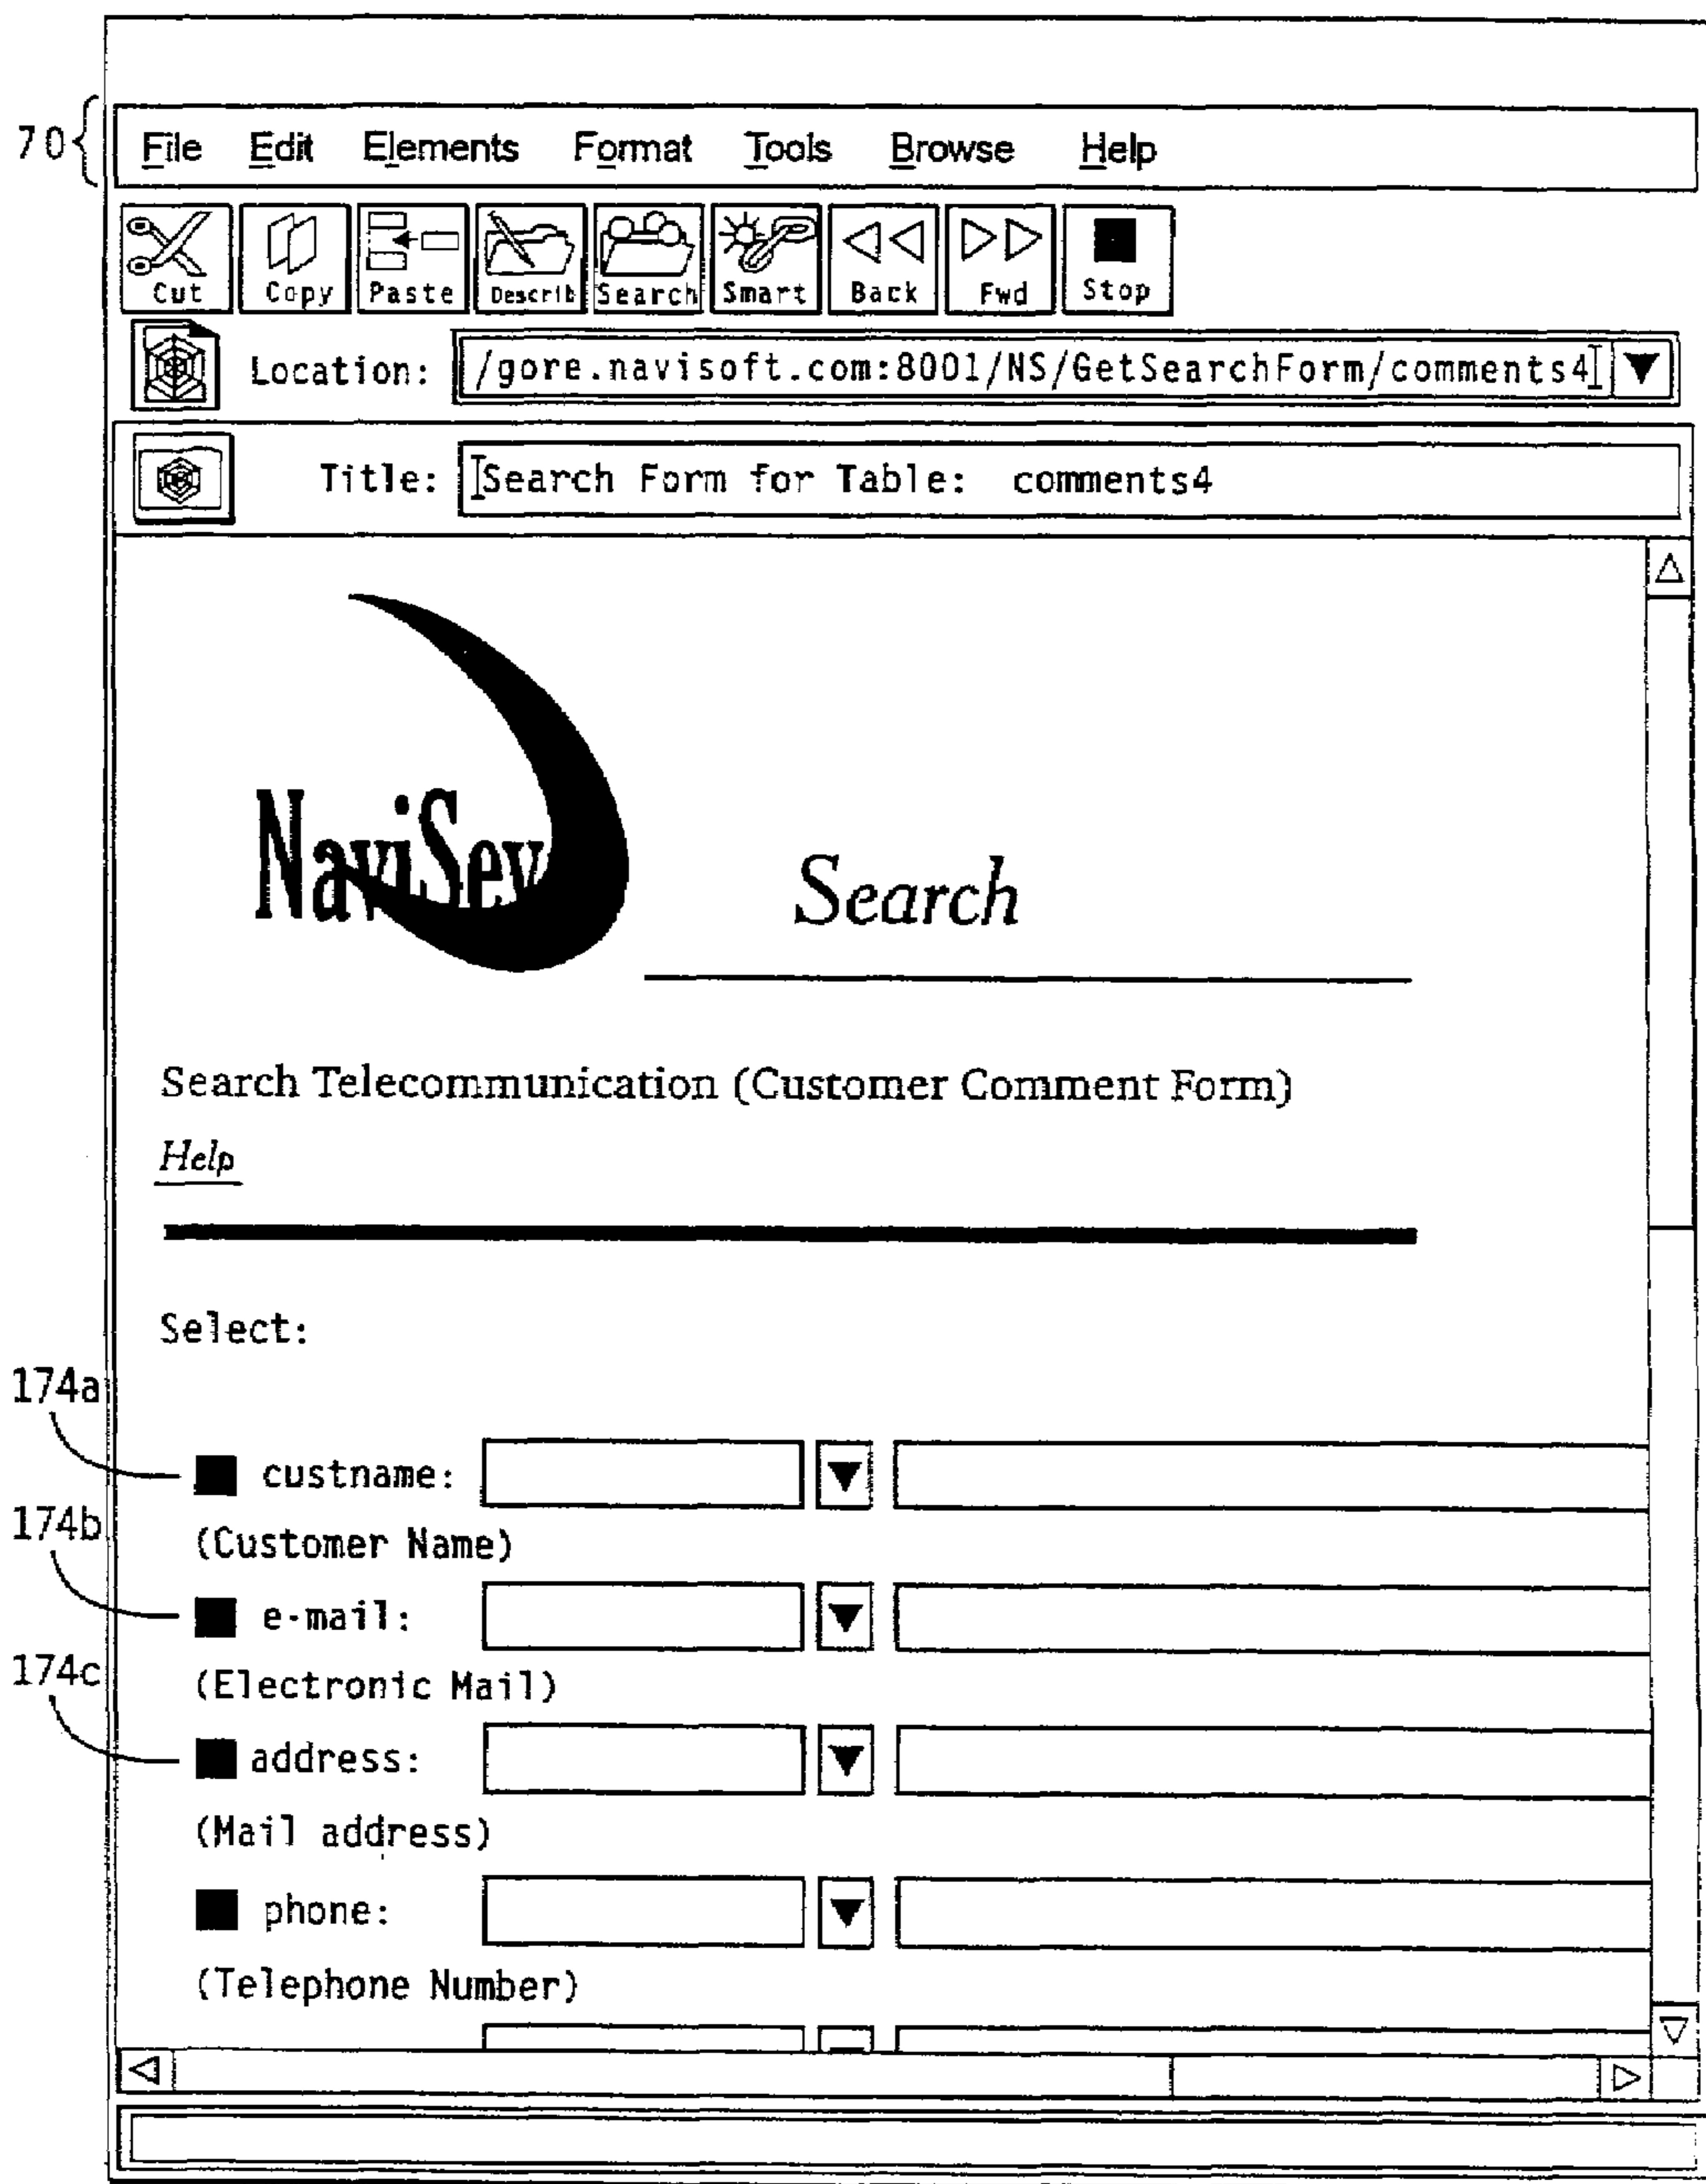 70
File Edit Elements Format Tools Browse Help
Cut Copy Paste Describ Search Smart Back Fwd Stop
Location: /gore.navisoft.com:8001/NS/GetSearchForm/comments4
Title: Search Form for Table: comments4
NaviSev
Search
Search Telecommunication (Customer Comment Form)
Help
Select:
174a
custname:
174b
(Customer Name)
e-mail:
174c
(Electronic Mail)
address:
(Mail address)
phone:
(Telephone Number)